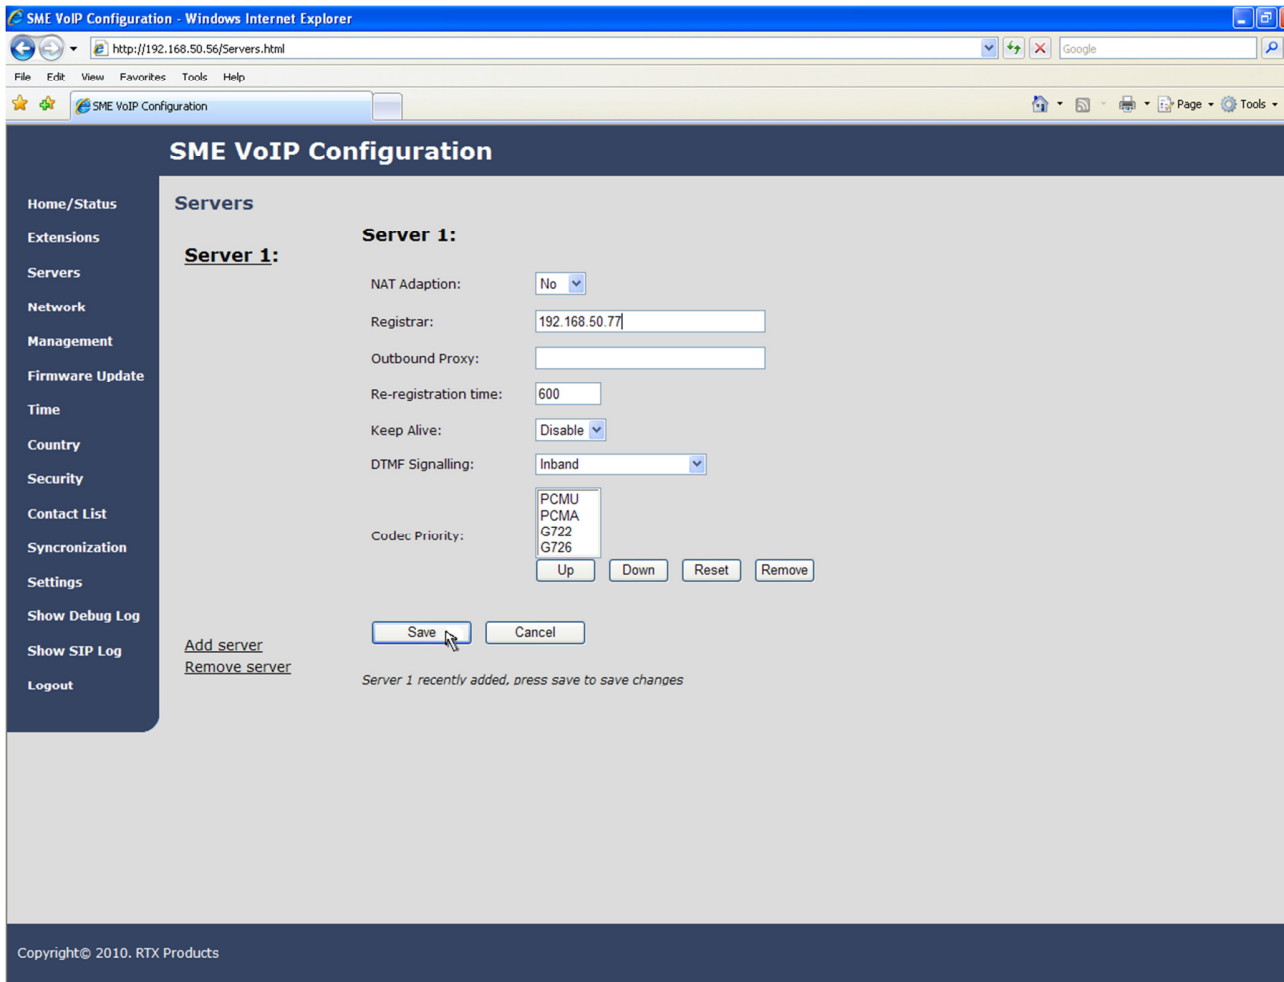 SME VoIP Configuration - Windows Internet Explorer
http://192.168.50.56/Servers.html
Google
File Edit View Favorites Tools Help
SME VoIP Configuration
Page
Tools
SME VoIP Configuration
Home/Status
Extensions
Servers
Network
Management
Firmware Update
Time
Country
Security
Contact List
Syncronization
Settings
Show Debug Log
Show SIP Log
Logout
Servers
Server 1:
Add server
Remove server
Server 1:
NAT Adaption: No
Registrar: 192.168.50.77
Outbound Proxy:
Re-registration time: 600
Keep Alive: Disable
DTMF Signalling: Inband
Codec Priority:
PCMU
PCMA
G722
G726
Up Down Reset Remove
Save Cancel
Server 1 recently added, press save to save changes
Copyright© 2010. RTX Products